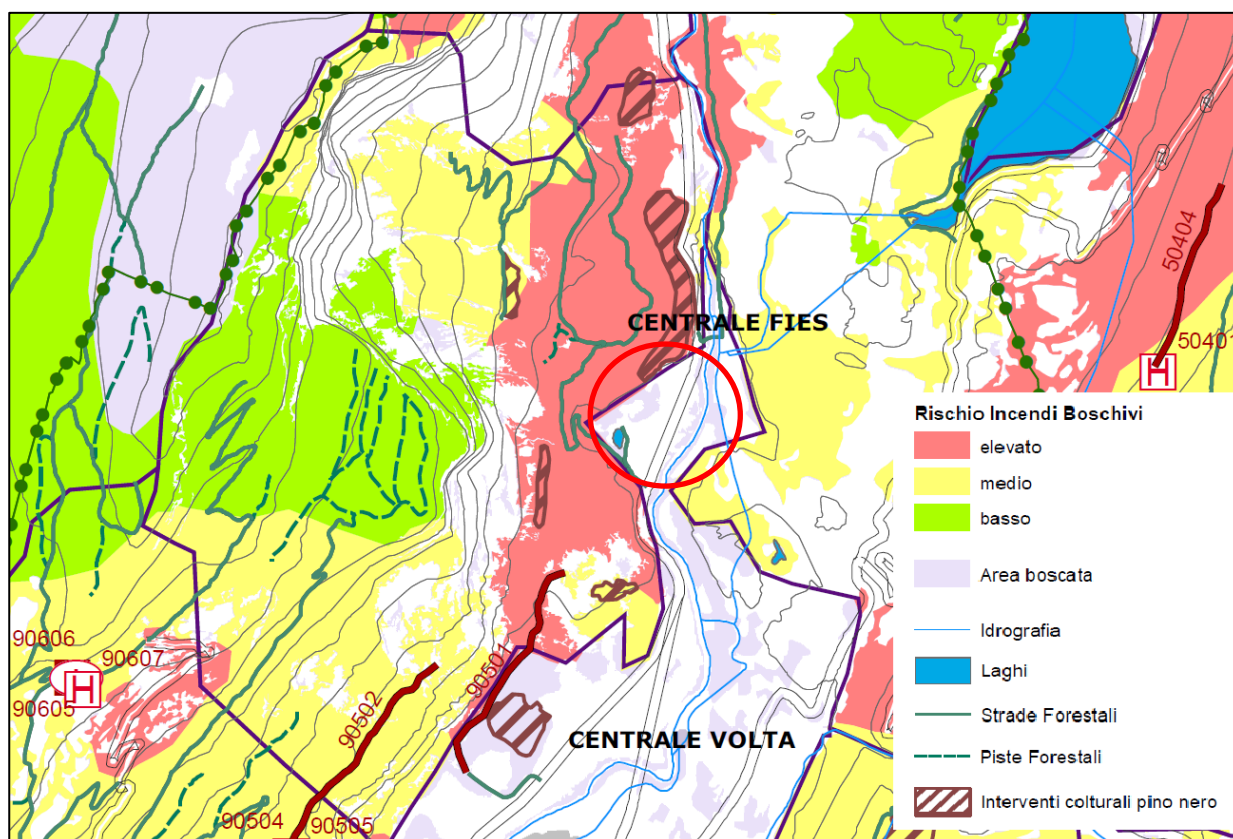 50404
CENTRALE FIES
50401
H
Rischio Incendi Boschivi
elevato
medio
basso
Area boscata
Idrografia
Laghi
Strade Forestali
Piste Forestali
Interventi colturali pino nero
90606
90607
H
90605
90501
90502
CENTRALE VOLTA
90504
90505